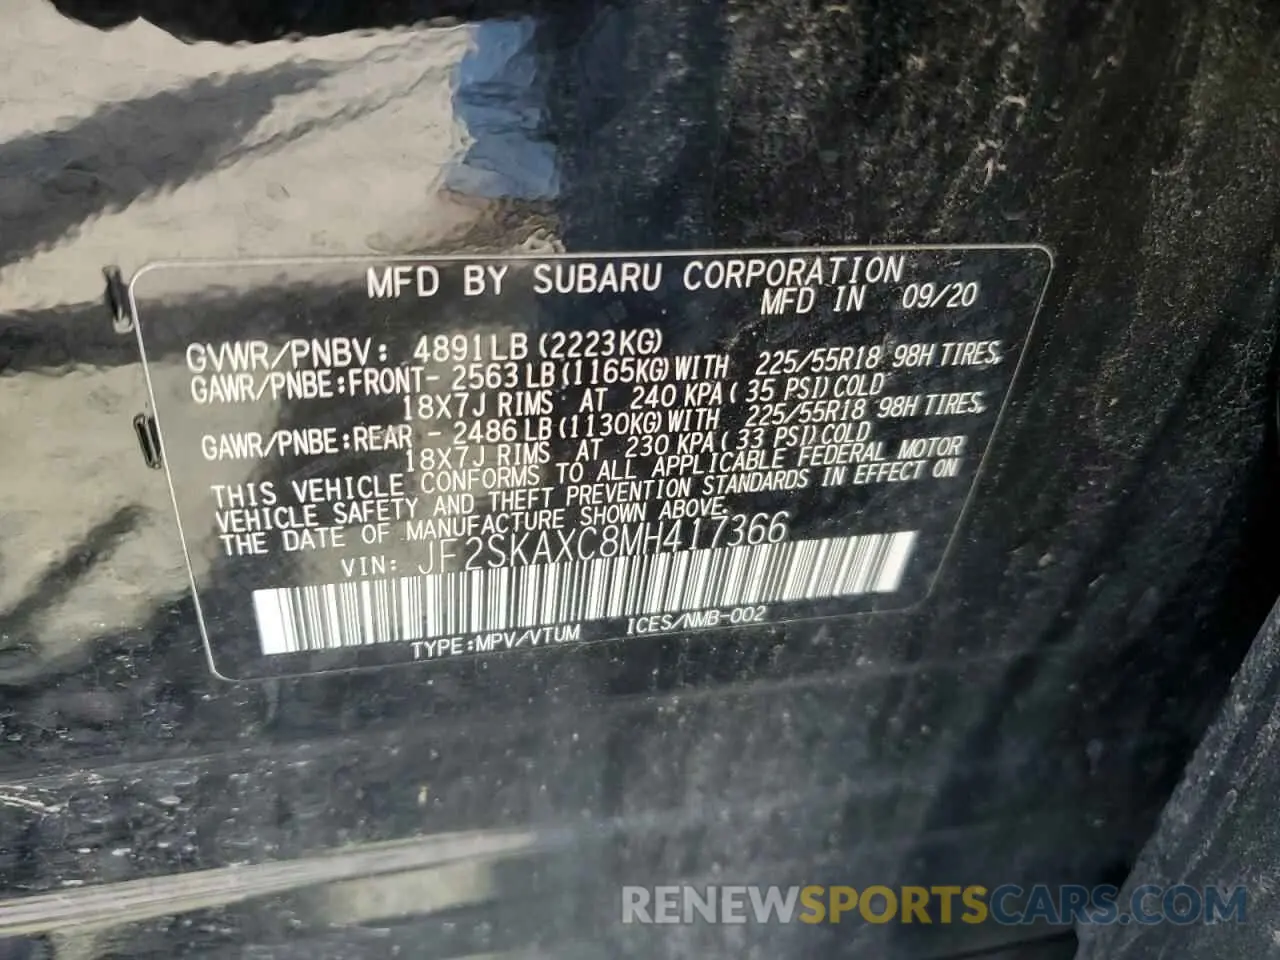 MFD BY SUBARU CORPORATION
MFD IN 09/20
GVWR/PNBV: 4891LB (2223KG)
GAWR/PNBE:FRONT- 2563 LB (1165KG) WITH 225/55R18 98H TIRES,
18X7J RIMS AT 240 KPA ( 35 PSI) COLD
GAWR/PNBE:REAR - 2486 LB (1130KG) WITH 225/55R18 98H TIRES,
18X7J RIMS AT 230 KPA ( 33 PSI) COLD
THIS VEHICLE CONFORMS TO ALL APPLICABLE FEDERAL MOTOR
VEHICLE SAFETY AND THEFT PREVENTION STANDARDS IN EFFECT ON
THE DATE OF MANUFACTURE SHOWN ABOVE.
VIN: JF2SKAXC8MH417366
TYPE:MPV/VTUM ICES/NMB-002
RENEWSPORTSCARS.COM